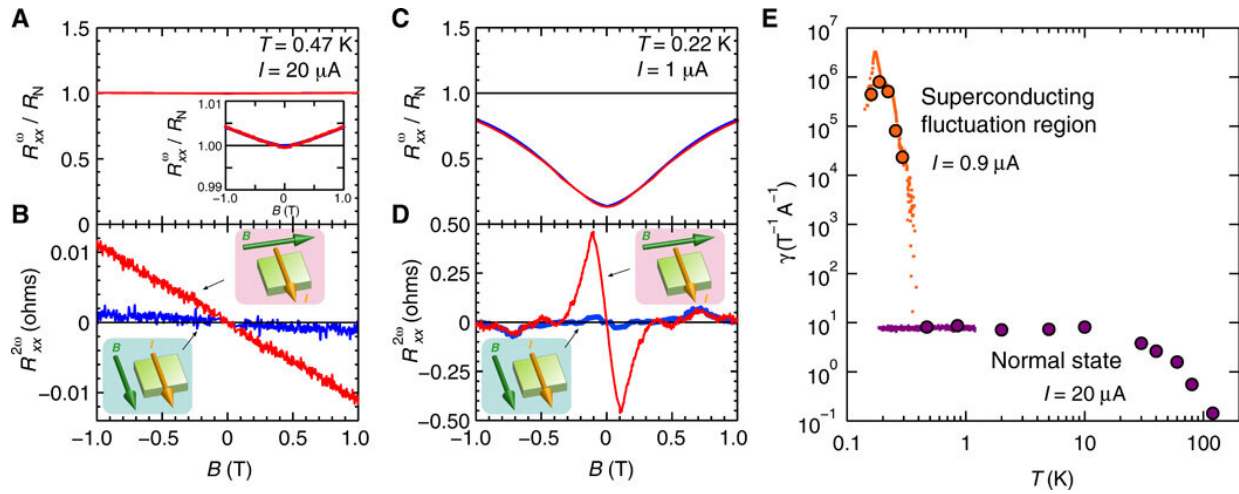 A
1.5
T = 0.47 K
I = 20 μA
1.0
R_xx^ω / R_N
0.5
0
1.01
1.00
0.99
R_xx^ω / R_N
-1.0
0
1.0
B (T)
B
0.01
0
−0.01
R_xx^2ω (ohms)
B
B
-1.0
-0.5
0
0.5
1.0
B (T)
C
1.5
T = 0.22 K
I = 1 μA
1.0
R_xx^ω / R_N
0.5
0
D
0.50
0.25
0
−0.25
−0.50
R_xx^2ω (ohms)
B
B
-1.0
-0.5
0
0.5
1.0
B (T)
E
10^7
10^6
10^5
10^4
10^3
10^2
10^1
10^0
10^−1
γ(T^−1 A^−1)
Superconducting
fluctuation region
I = 0.9 μA
Normal state
I = 20 μA
0.1
1
10
100
T (K)